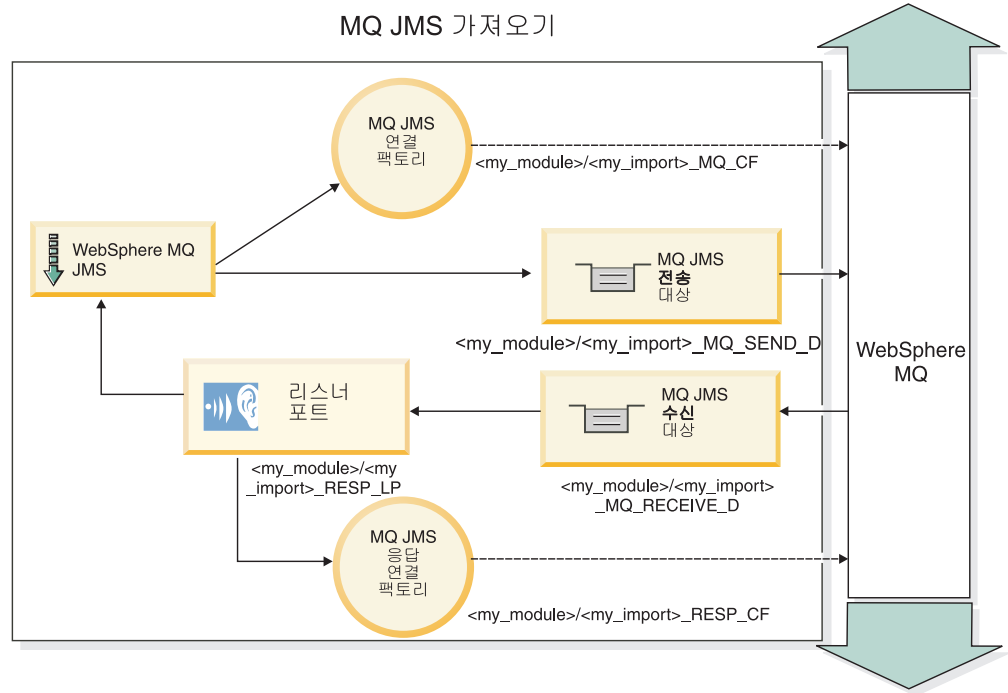 MQ JMS 가져오기
MQ JMS
연결
팩토리
<my_module>/<my_import>_MQ_CF
WebSphere MQ
JMS
MQ JMS
전송
대상
<my_module>/<my_import>_MQ_SEND_D
WebSphere
MQ
리스너
포트
MQ JMS
수신
대상
<my_module>/<my
_import>_RESP_LP
<my_module>/<my_import>
_MQ_RECEIVE_D
MQ JMS
응답
연결
팩토리
<my_module>/<my_import>_RESP_CF